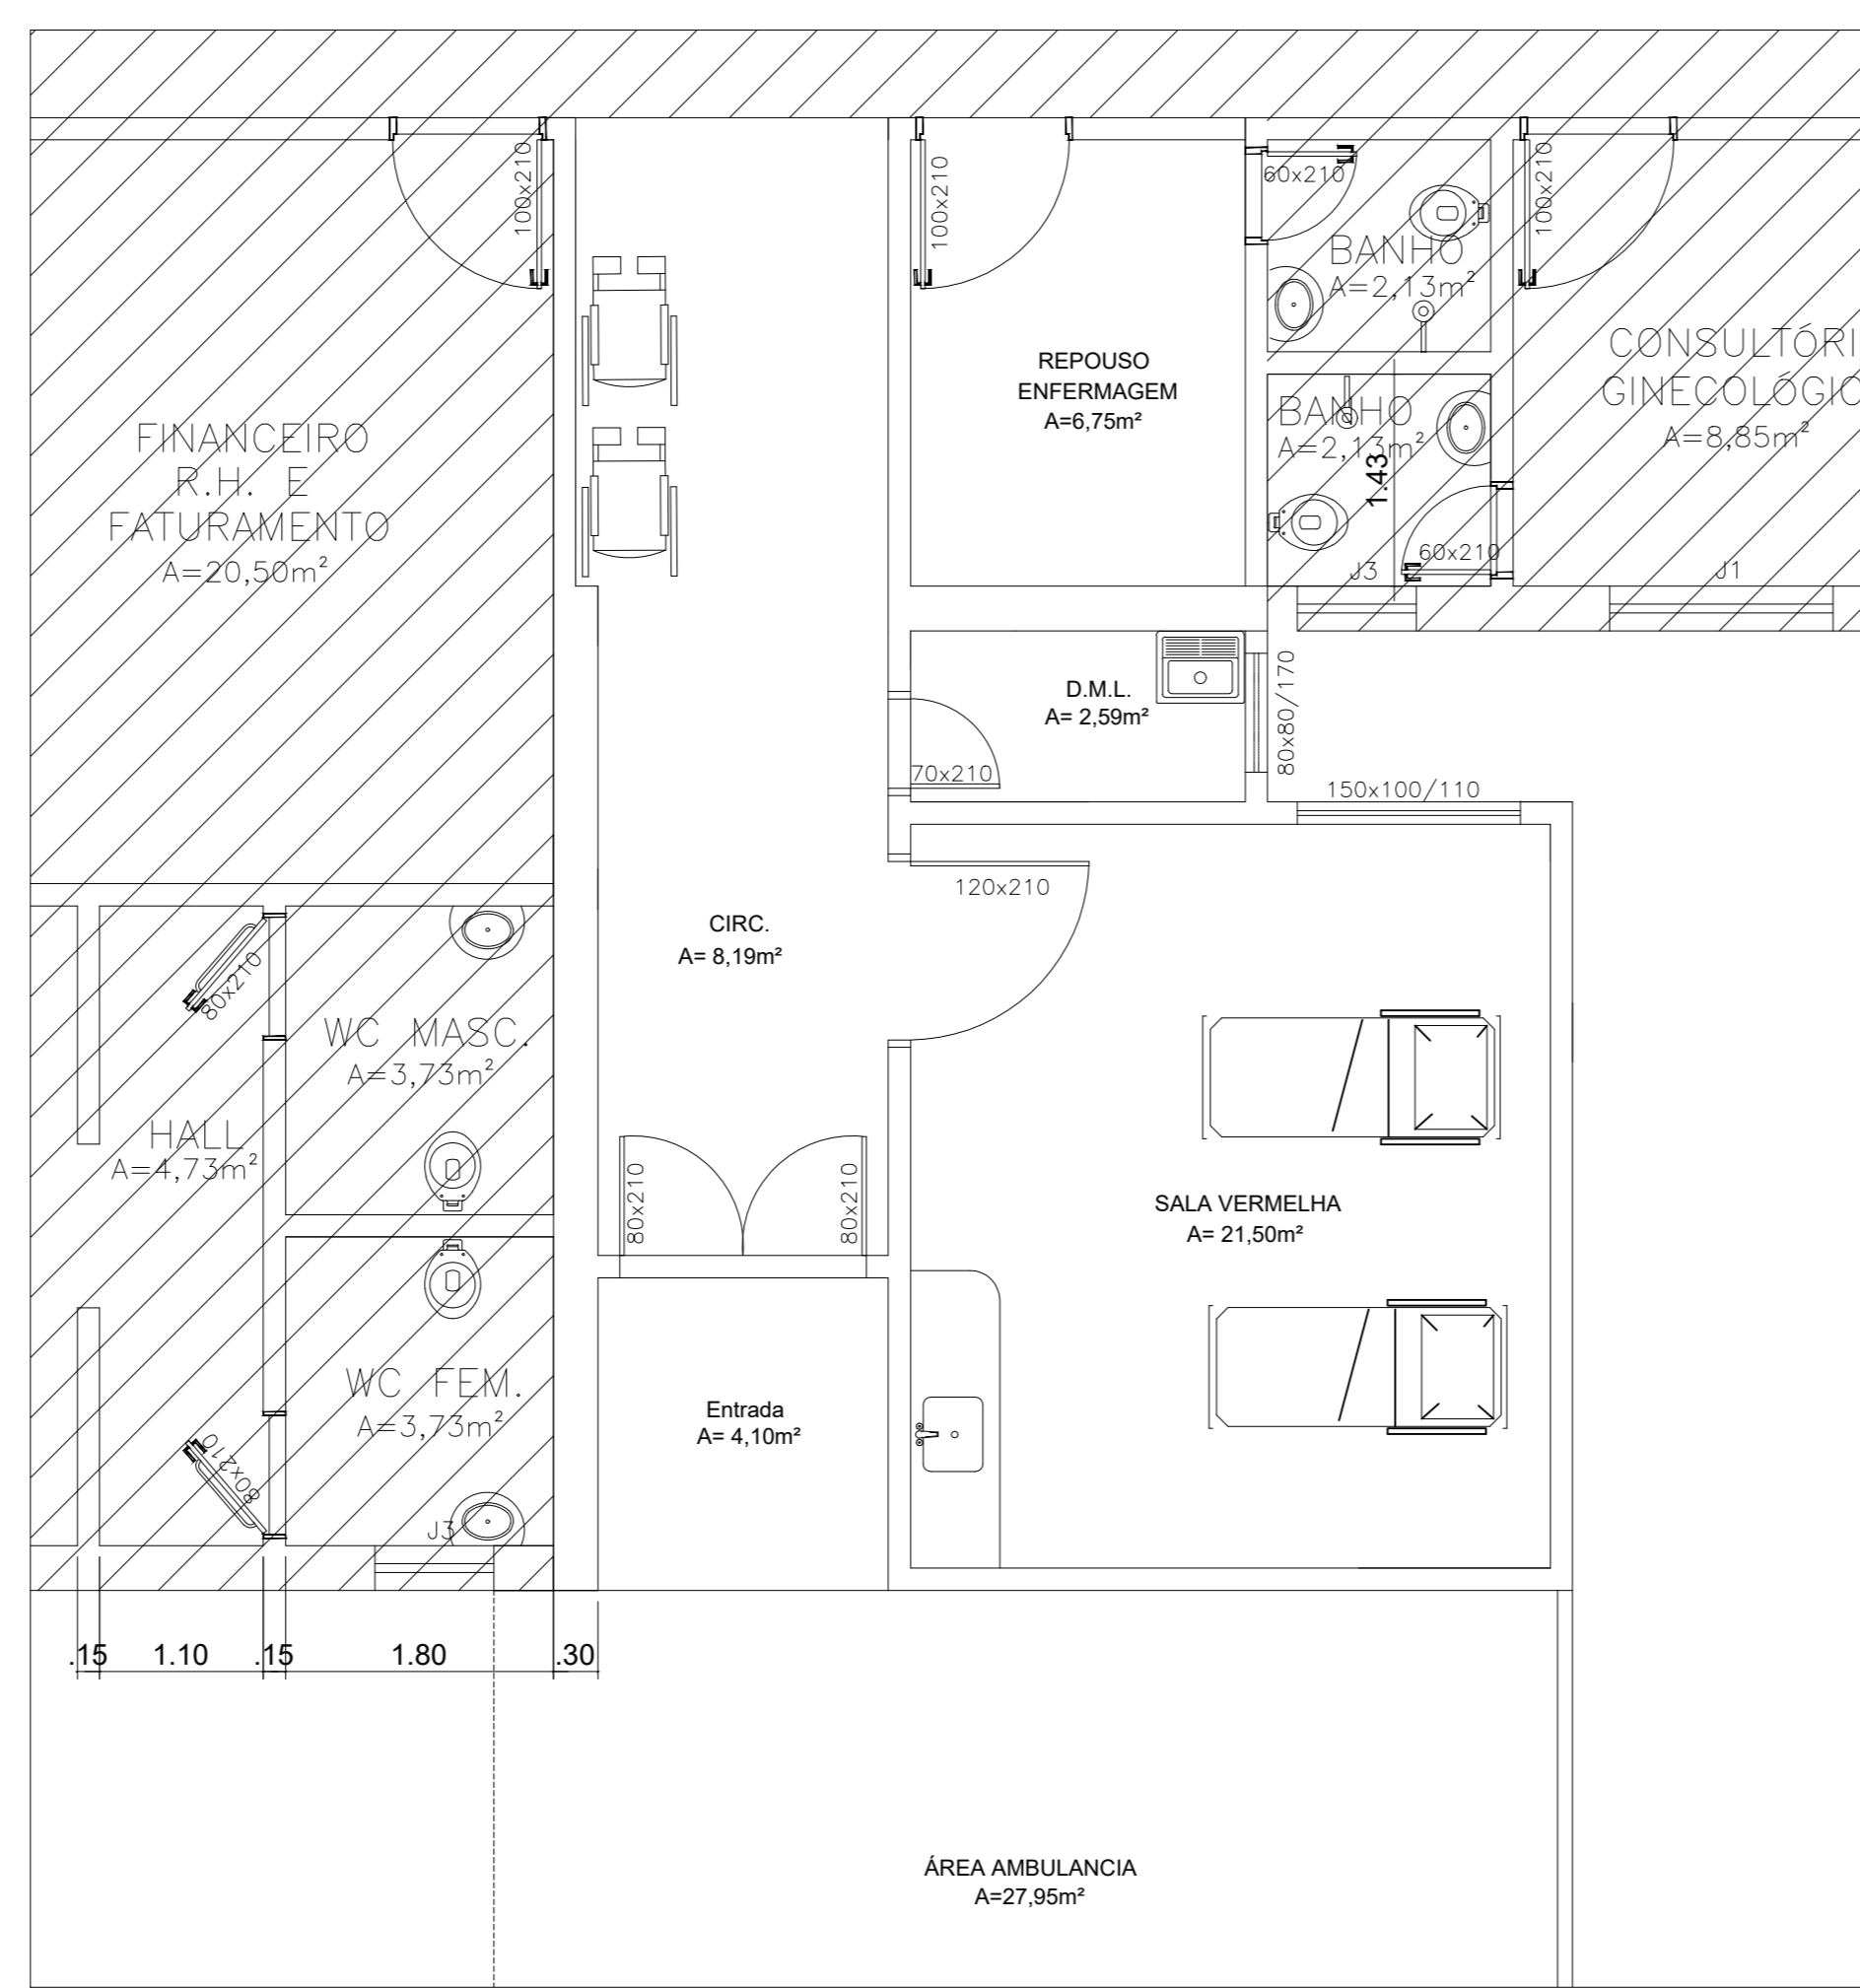 100x210
100x210
60x210
100x210
BANHO
A=2,13m²
CONSULTÓRI
GINECOLÓGICO
A=8,85m²
REPOUSO
ENFERMAGEM
A=6,75m²
BANHO
A=2,13m²
1.43
60x210
J3
J1
FINANCEIRO
R.H. E
FATURAMENTO
A=20,50m²
D.M.L.
A= 2,59m²
80x80/170
70x210
150x100/110
120x210
CIRC.
A= 8,19m²
80x210
WC MASC.
A=3,73m²
HALL
A=4,73m²
80x210
80x210
SALA VERMELHA
A= 21,50m²
WC FEM.
A=3,73m²
Entrada
A= 4,10m²
80x210
J3
.15
1.10
.15
1.80
.30
ÁREA AMBULANCIA
A=27,95m²